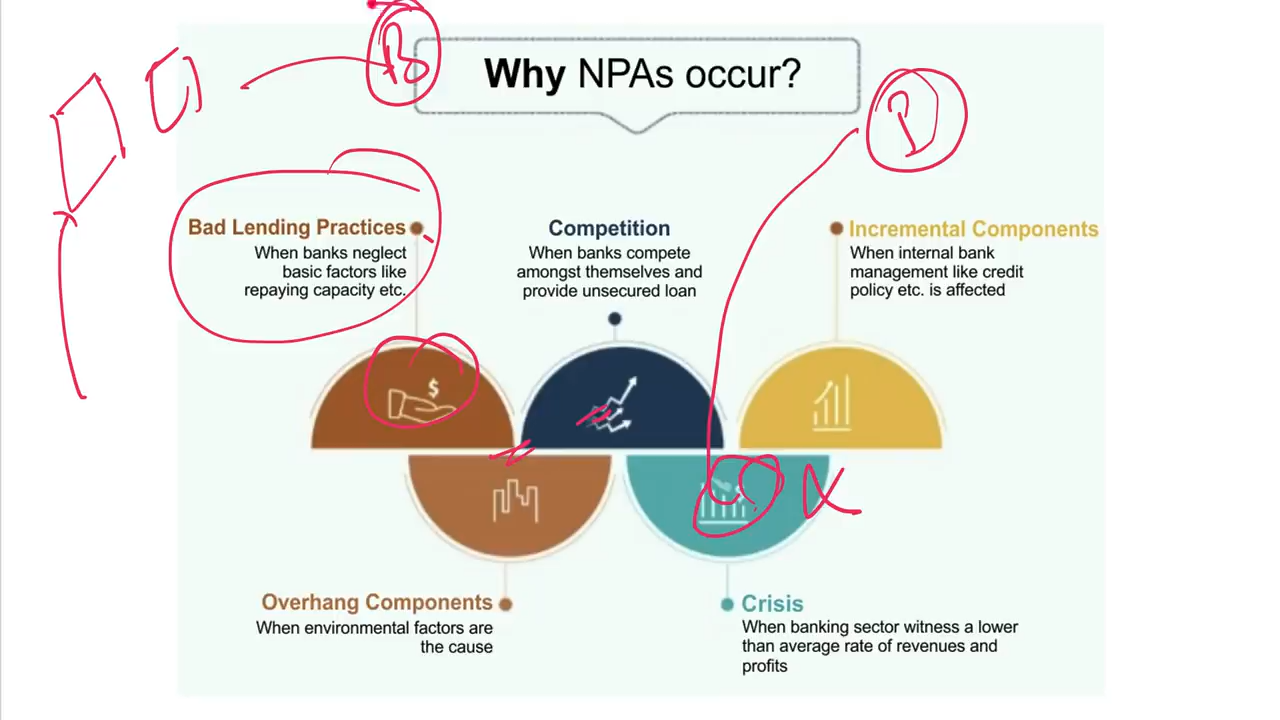 B
Why NPAs occur?
D
Bad Lending Practices
When banks neglect
basic factors like
repaying capacity etc.
Competition
When banks compete
amongst themselves and
provide unsecured loan
Incremental Components
When internal bank
management like credit
policy etc. is affected
$
Overhang Components
When environmental factors are
the cause
Crisis
When banking sector witness a lower
than average rate of revenues and
profits